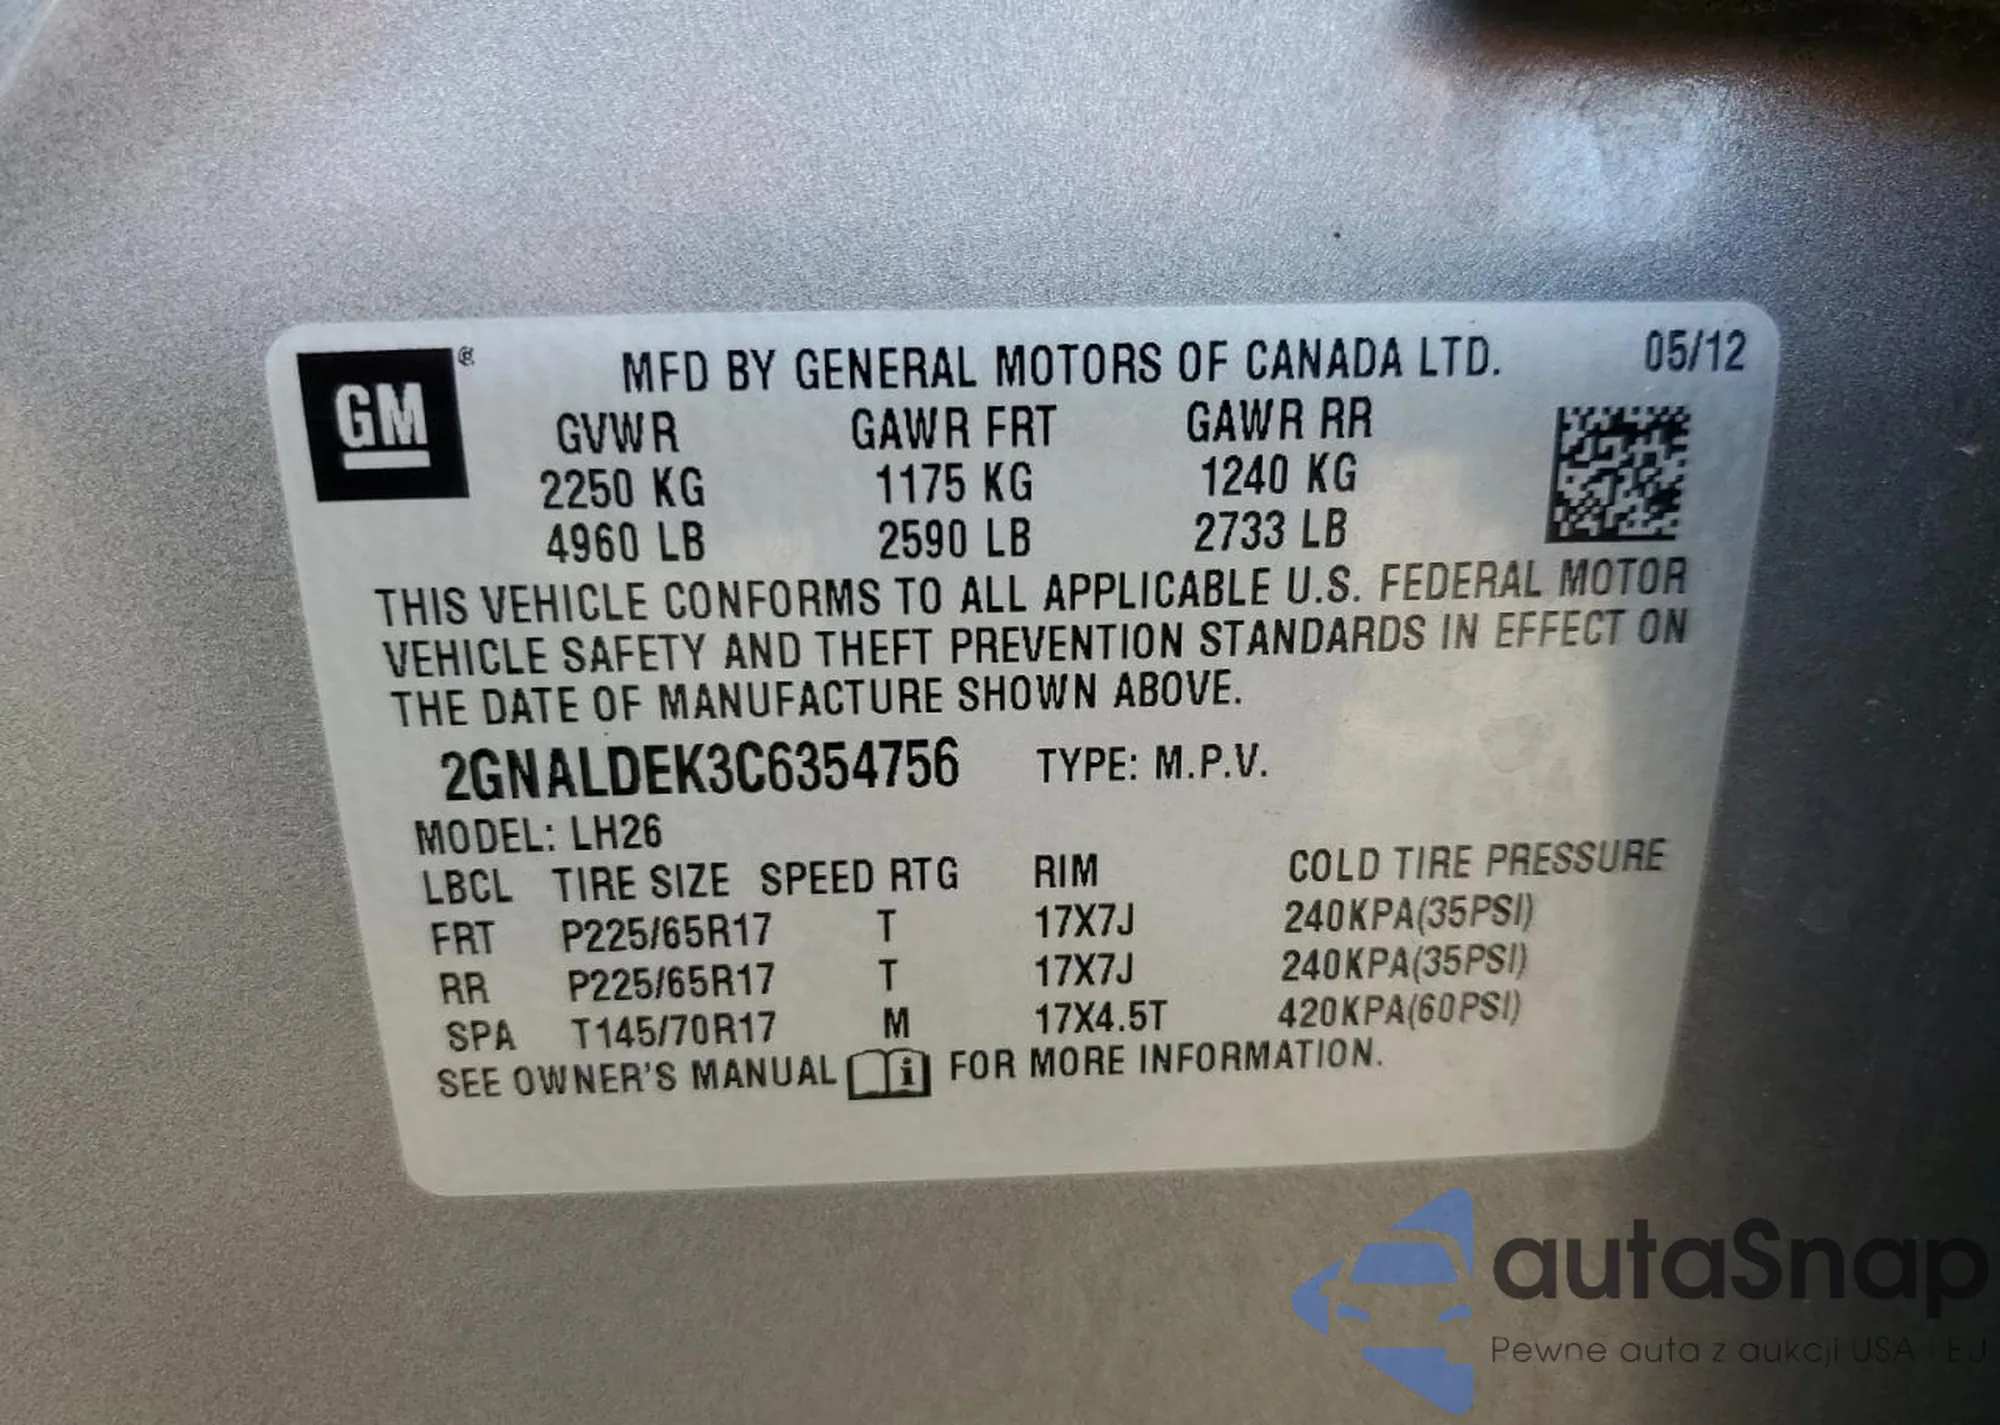 GM ®
MFD BY GENERAL MOTORS OF CANADA LTD. 05/12
GVWR GAWR FRT GAWR RR
2250 KG 1175 KG 1240 KG
4960 LB 2590 LB 2733 LB
THIS VEHICLE CONFORMS TO ALL APPLICABLE U.S. FEDERAL MOTOR
VEHICLE SAFETY AND THEFT PREVENTION STANDARDS IN EFFECT ON
THE DATE OF MANUFACTURE SHOWN ABOVE.
2GNALDEK3C6354756 TYPE: M.P.V.
MODEL: LH26
LBCL TIRE SIZE SPEED RTG RIM COLD TIRE PRESSURE
FRT P225/65R17 T 17X7J 240KPA(35PSI)
RR P225/65R17 T 17X7J 240KPA(35PSI)
SPA T145/70R17 M 17X4.5T 420KPA(60PSI)
SEE OWNER'S MANUAL i FOR MORE INFORMATION.
autaSnap
Pewne auta z aukcji USA i EU